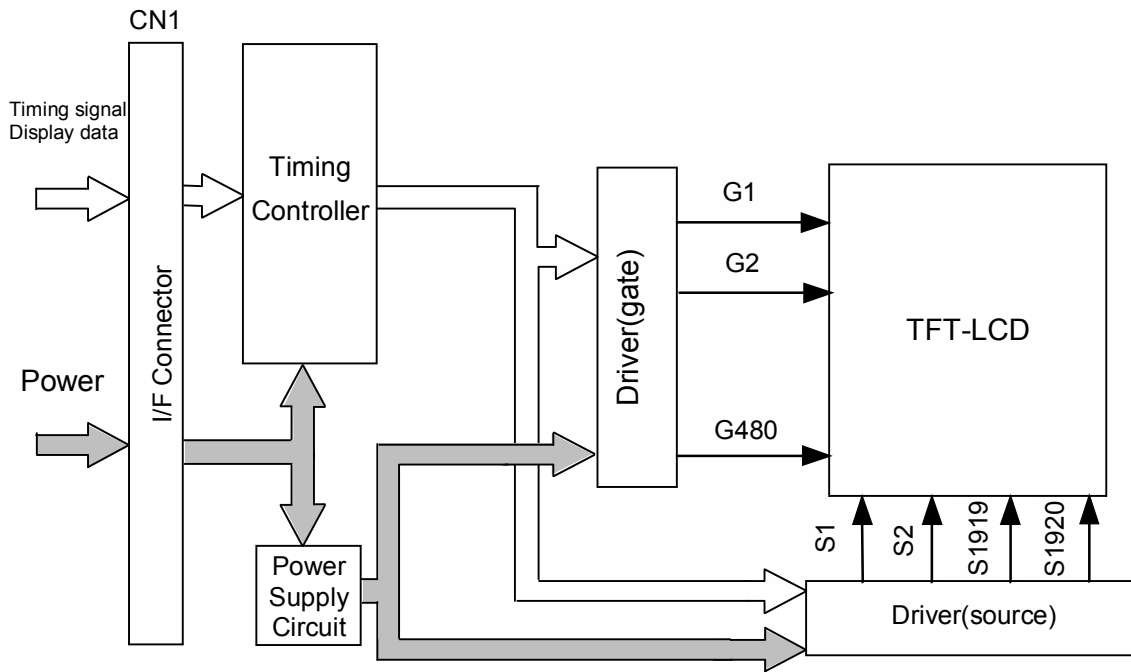 CN1
Timing signal
Display data
Power
I/F Connector
Timing
Controller
Power
Supply
Circuit
Driver(gate)
G1
G2
G480
TFT-LCD
S1
S2
S1919
S1920
Driver(source)